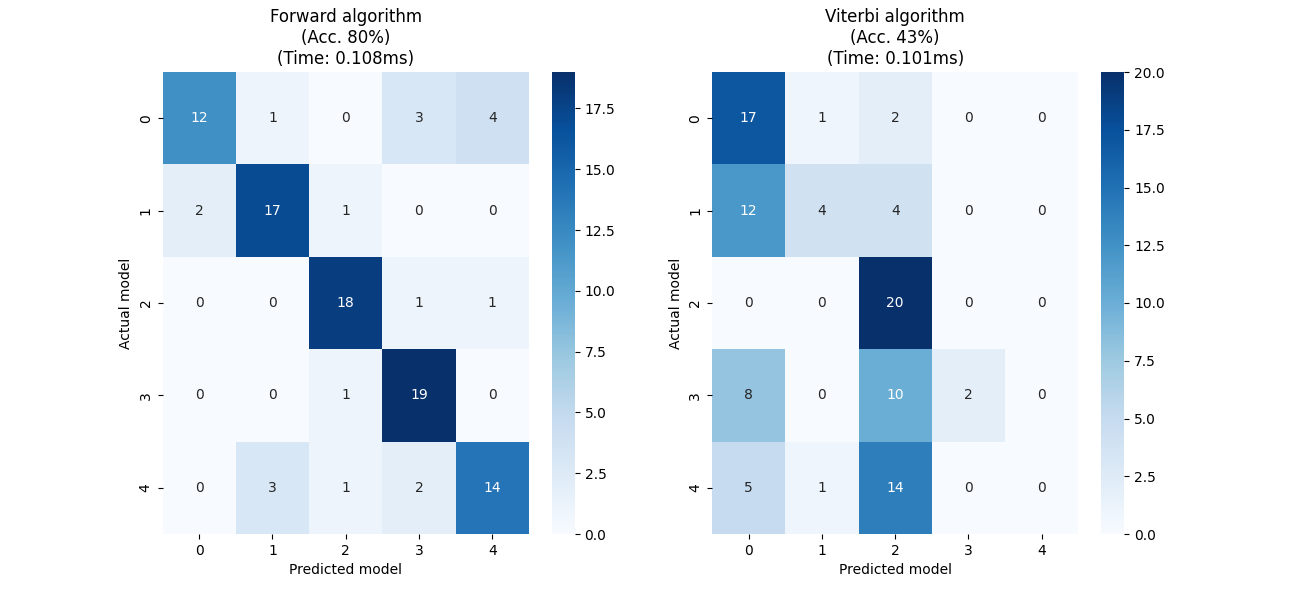 Forward algorithm
(Acc. 80%)
(Time: 0.108ms)
Actual model
0
1
2
3
4
12 1 0 3 4
2 17 1 0 0
0 0 18 1 1
0 0 1 19 0
0 3 1 2 14
0 1 2 3 4
Predicted model
17.5
15.0
12.5
10.0
7.5
5.0
2.5
0.0
Viterbi algorithm
(Acc. 43%)
(Time: 0.101ms)
Actual model
0
1
2
3
4
17 1 2 0 0
12 4 4 0 0
0 0 20 0 0
8 0 10 2 0
5 1 14 0 0
0 1 2 3 4
Predicted model
20.0
17.5
15.0
12.5
10.0
7.5
5.0
2.5
0.0